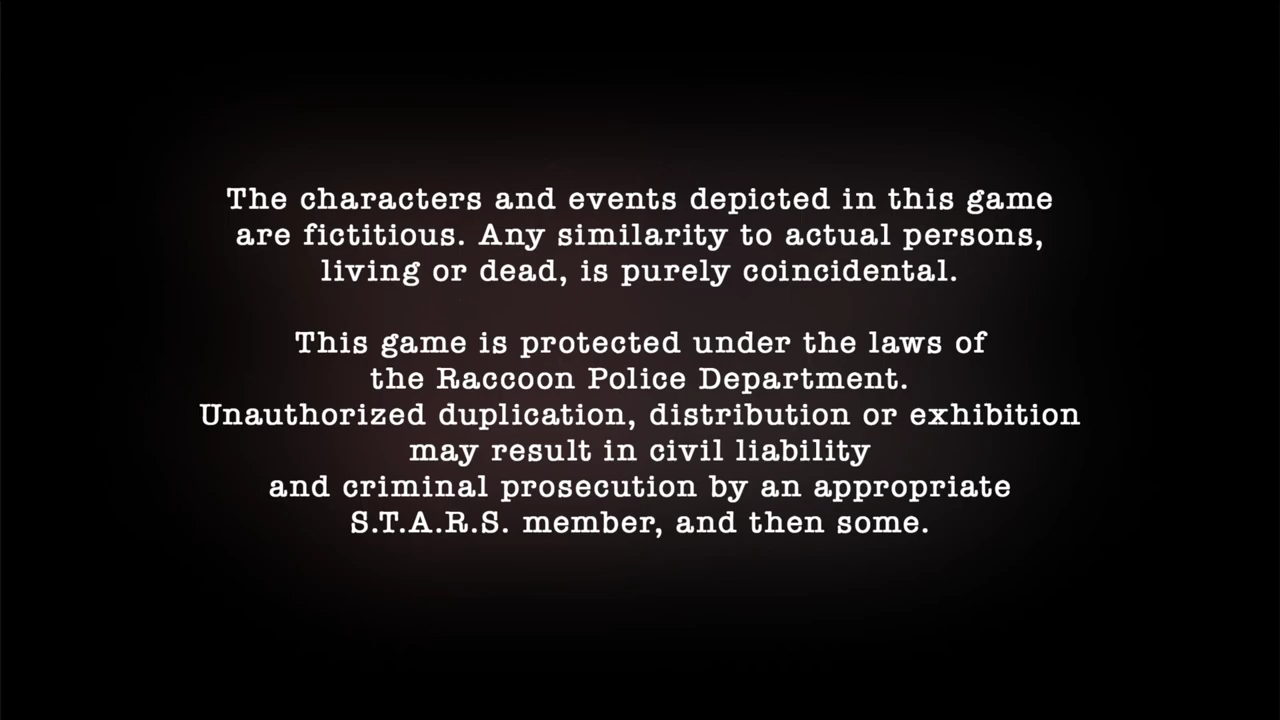 The characters and events depicted in this game
are fictitious. Any similarity to actual persons,
living or dead, is purely coincidental.
This game is protected under the laws of
the Raccoon Police Department.
Unauthorized duplication, distribution or exhibition
may result in civil liability
and criminal prosecution by an appropriate
S.T.A.R.S. member, and then some.